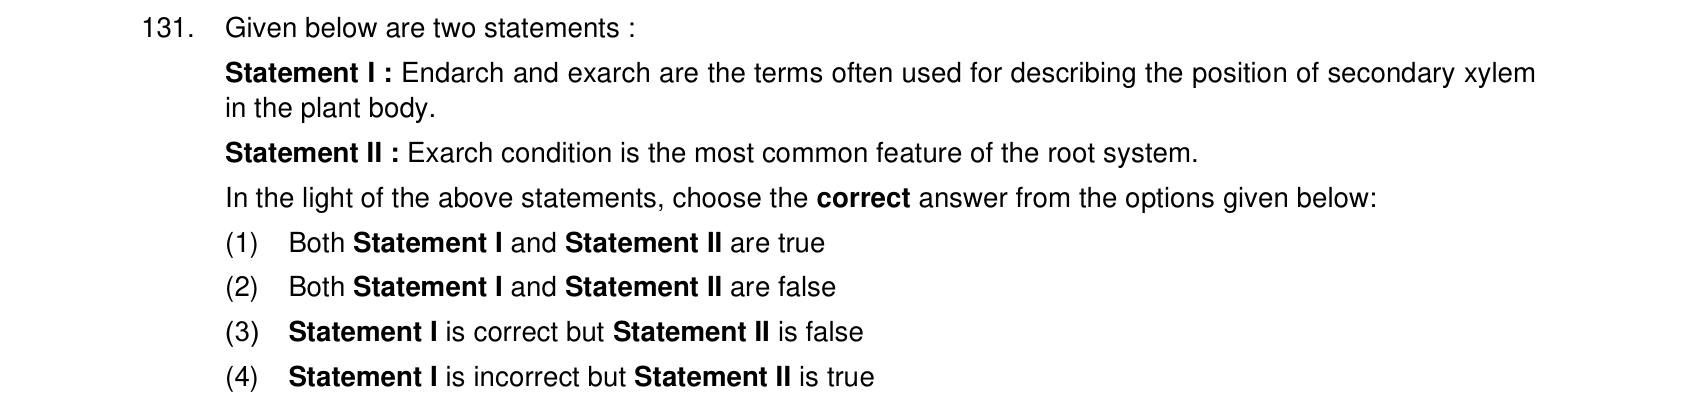 131. Given below are two statements :
Statement I : Endarch and exarch are the terms often used for describing the position of secondary xylem
in the plant body.
Statement II : Exarch condition is the most common feature of the root system.
In the light of the above statements, choose the correct answer from the options given below:
(1) Both Statement I and Statement II are true
(2) Both Statement I and Statement II are false
(3) Statement I is correct but Statement II is false
(4) Statement I is incorrect but Statement II is true